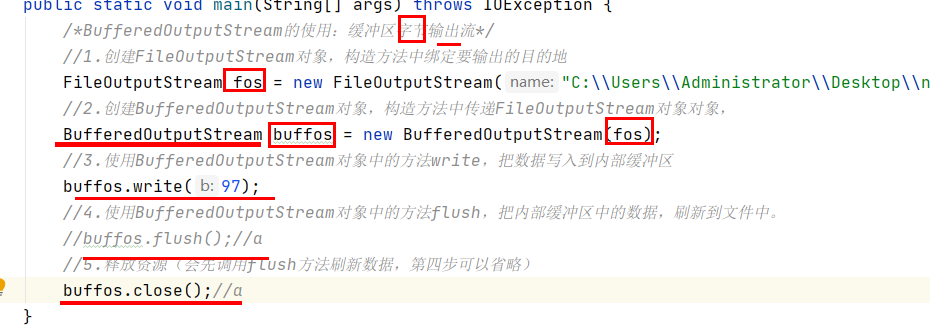 public static void main(String[] args) throws IOException {
/*BufferedOutputStream的使用：缓冲区字节输出流*/
//1.创建FileOutputStream对象，构造方法中绑定要输出的目的地
FileOutputStream fos = new FileOutputStream( name: "C:\\Users\\Administrator\\Desktop\\n
//2.创建BufferedOutputStream对象，构造方法中传递FileOutputStream对象对象，
BufferedOutputStream buffos = new BufferedOutputStream(fos);
//3.使用BufferedOutputStream对象中的方法write，把数据写入到内部缓冲区
buffos.write( b: 97);
//4.使用BufferedOutputStream对象中的方法flush，把内部缓冲区中的数据，刷新到文件中。
//buffos.flush();//a
//5.释放资源（会先调用flush方法刷新数据，第四步可以省略）
buffos.close();//a
}